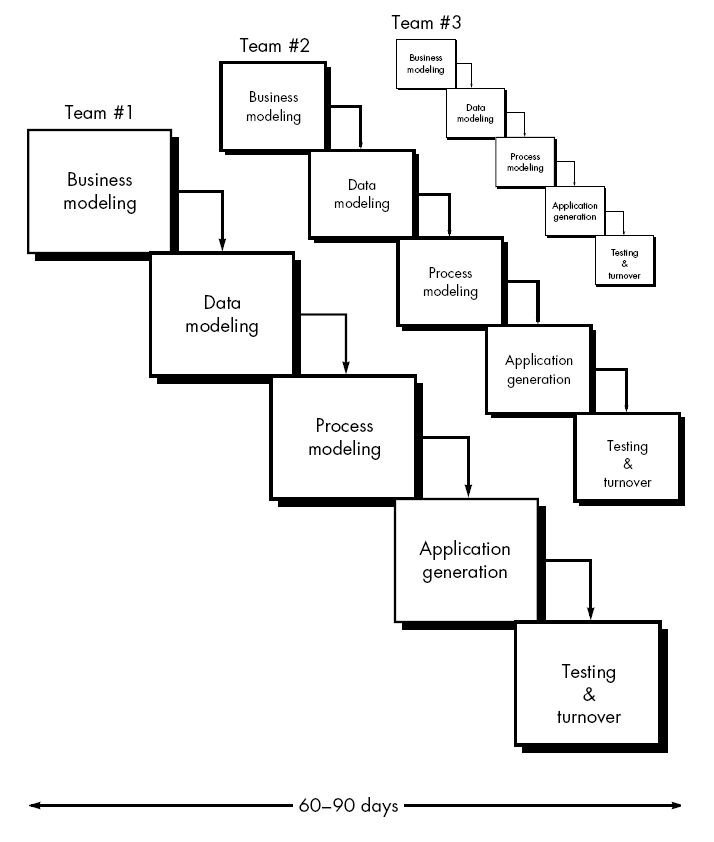 Team #1
Business
modeling
Data
modeling
Process
modeling
Application
generation
Testing
&
turnover
Team #2
Business
modeling
Data
modeling
Process
modeling
Application
generation
Testing
&
turnover
Team #3
Business
modeling
Data
modeling
Process
modeling
Application
generation
Testing
&
turnover
60–90 days